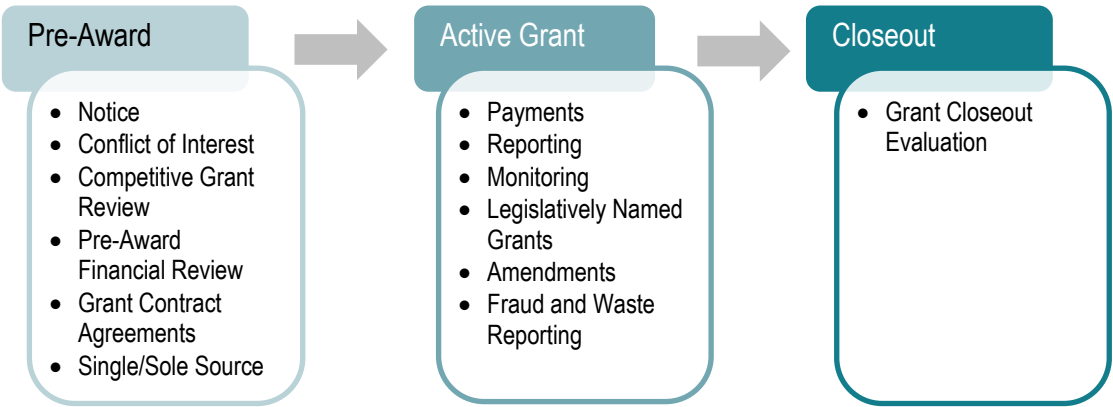 Pre-Award
• Notice
• Conflict of Interest
• Competitive Grant
Review
• Pre-Award
Financial Review
• Grant Contract
Agreements
• Single/Sole Source
Active Grant
• Payments
• Reporting
• Monitoring
• Legislatively Named
Grants
• Amendments
• Fraud and Waste
Reporting
Closeout
• Grant Closeout
Evaluation